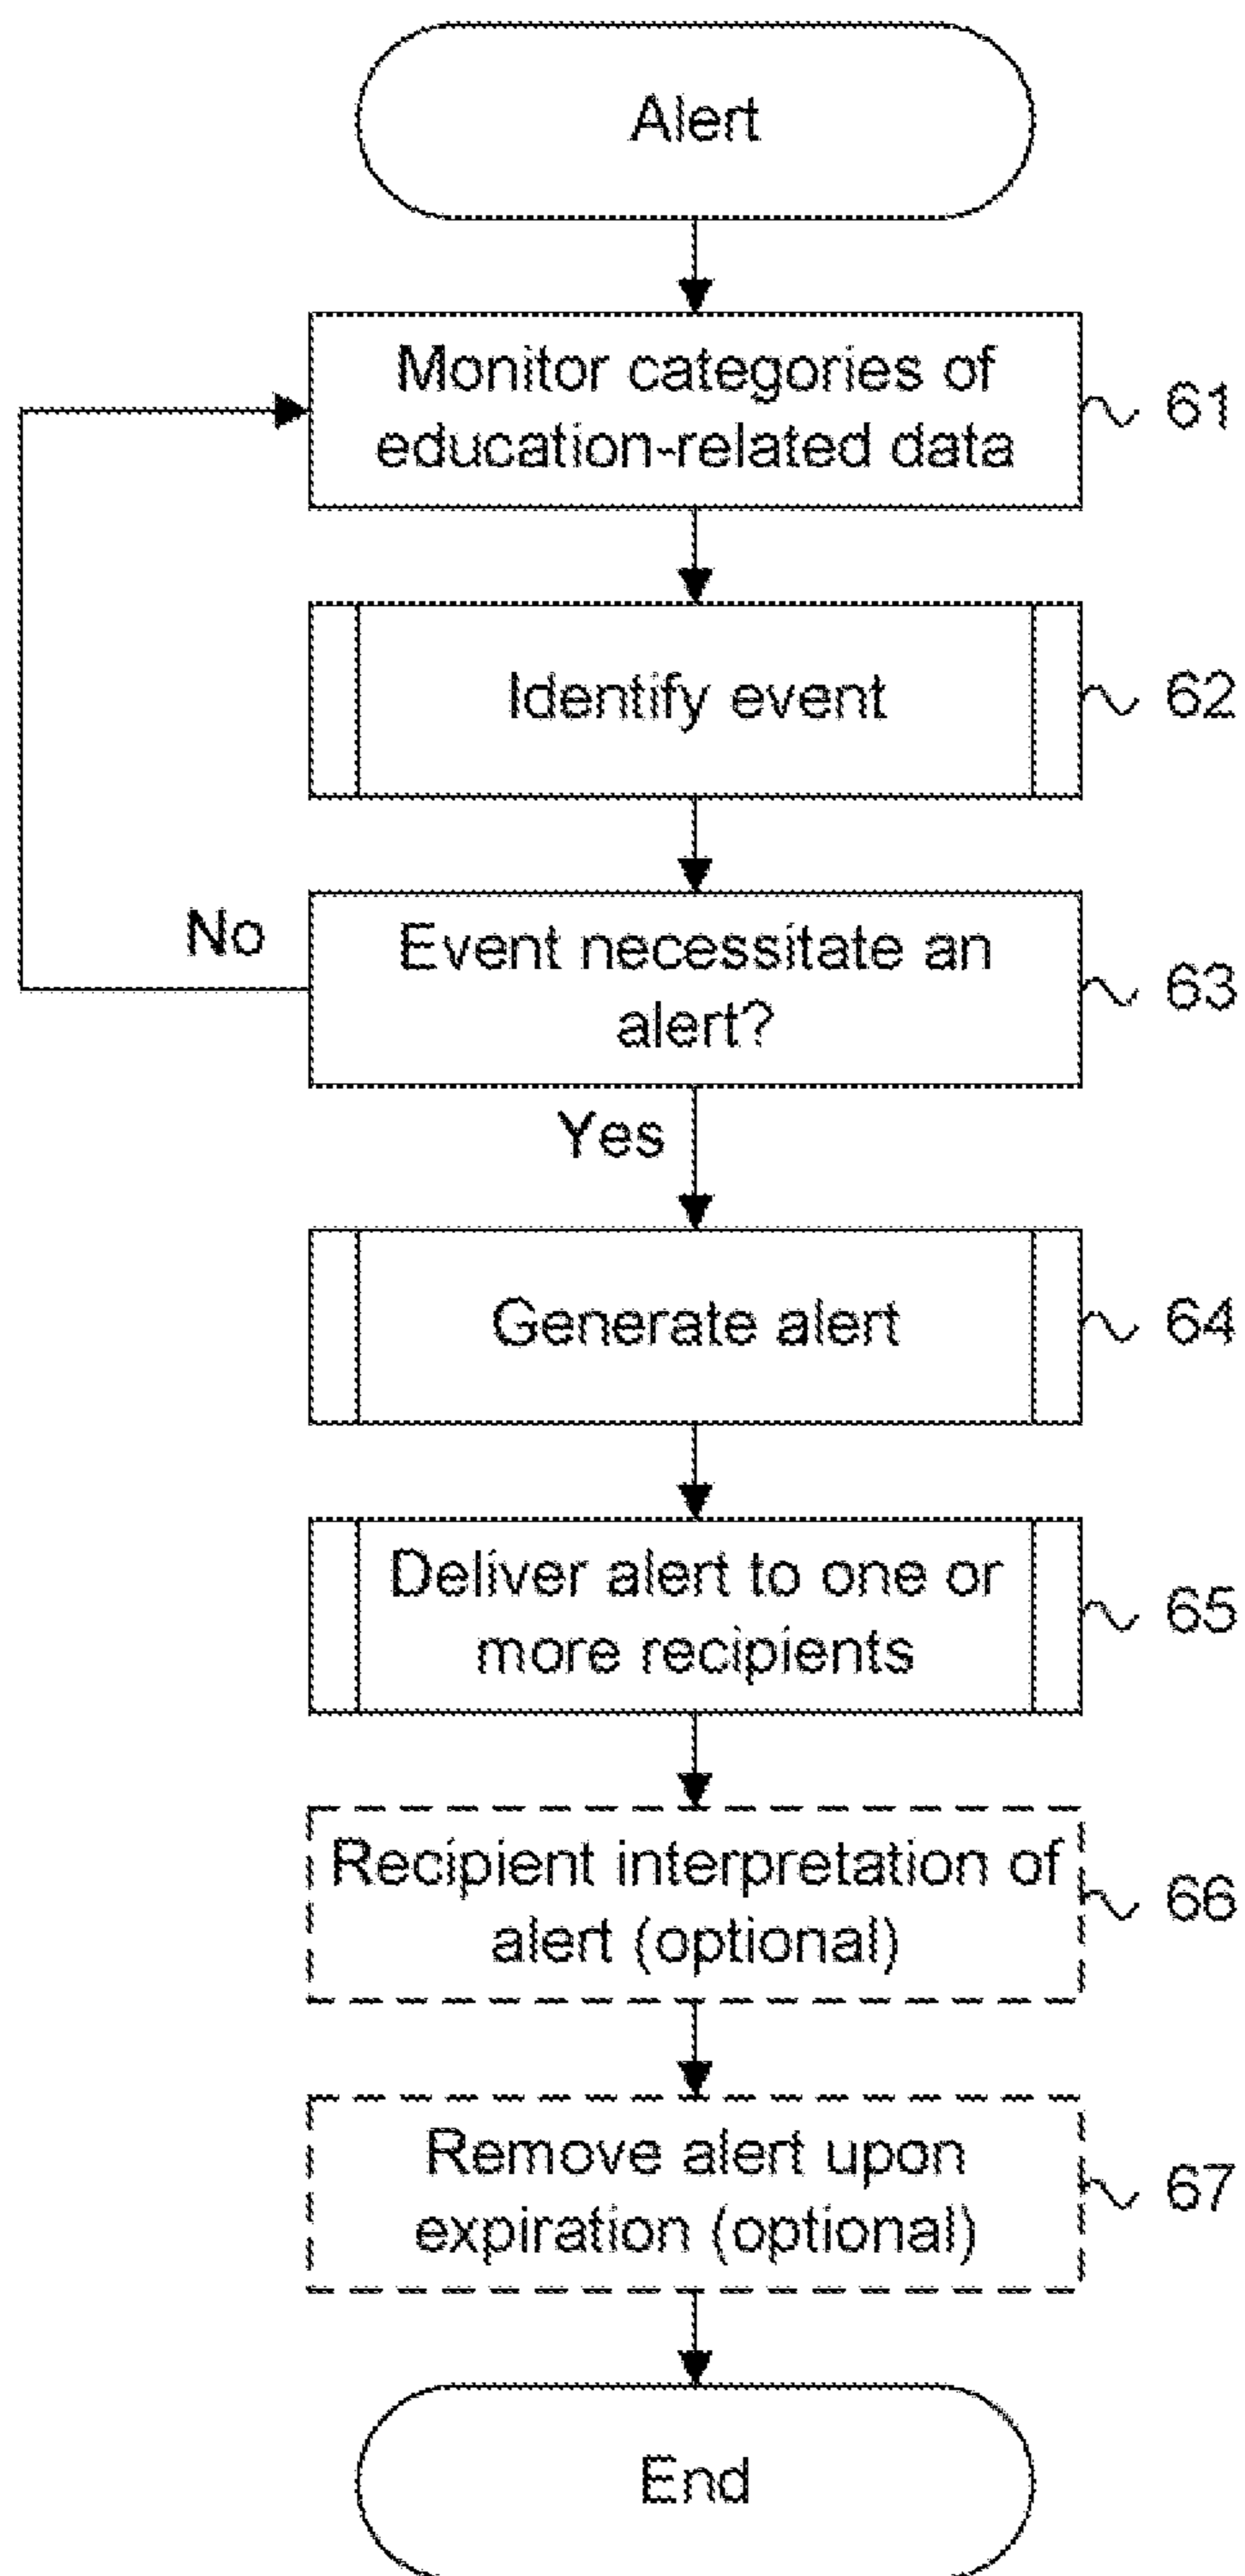 Alert
Monitor categories of
education-related data
61
Identify event
62
No
Event necessitate an
alert?
63
Yes
Generate alert
64
Deliver alert to one or
more recipients
65
Recipient interpretation of
alert (optional)
66
Remove alert upon
expiration (optional)
67
End